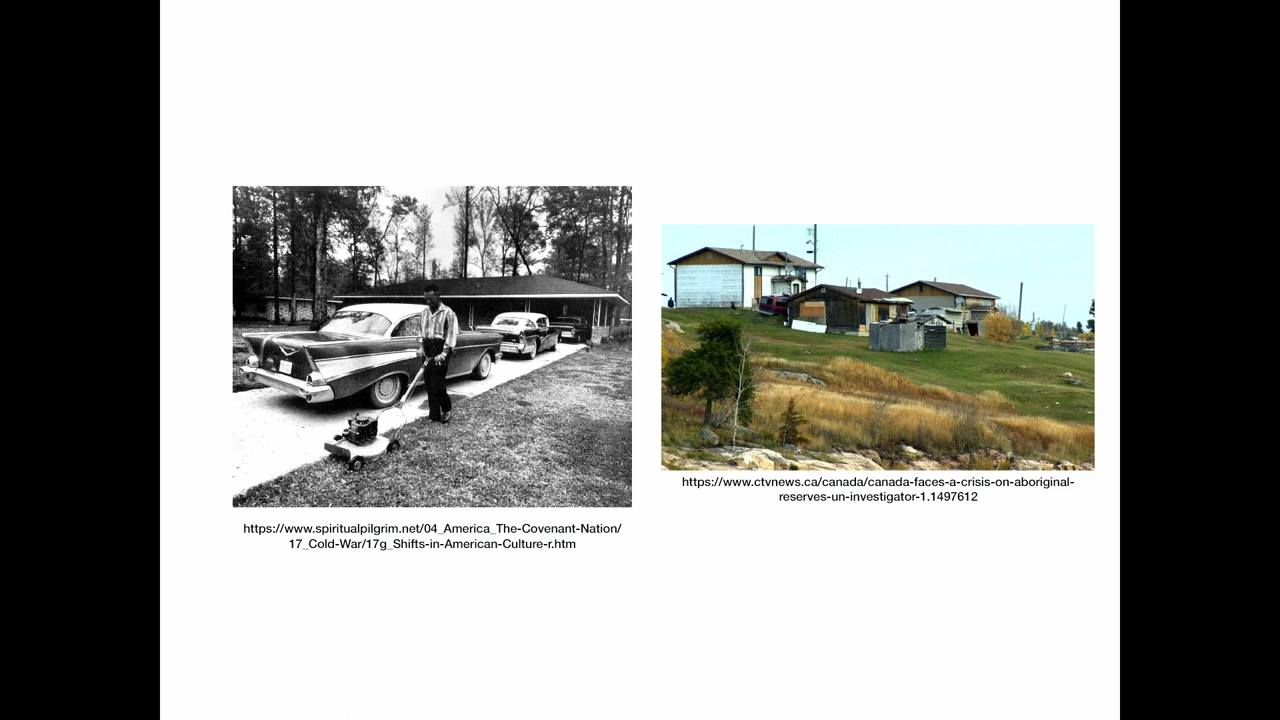 https://www.spiritualpilgrim.net/04_America_The-Covenant-Nation/
17_Cold-War/17g_Shifts-in-American-Culture-r.htm
https://www.ctvnews.ca/canada/canada-faces-a-crisis-on-aboriginal-
reserves-un-investigator-1.1497612